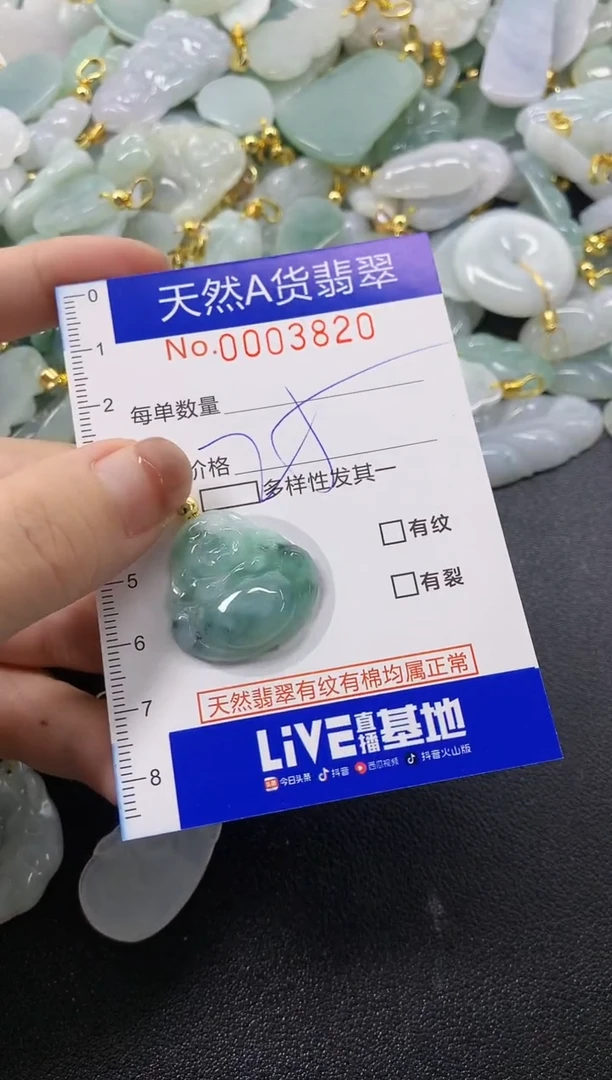 天然A货翡翠
No.0003820
0
1
2
每单数量
价格
多样性发其一
有纹
有裂
5
6
7
8
天然翡翠有纹有棉均属正常
LiVE直播基地
今日头条 抖音 西瓜视频 抖音火山版